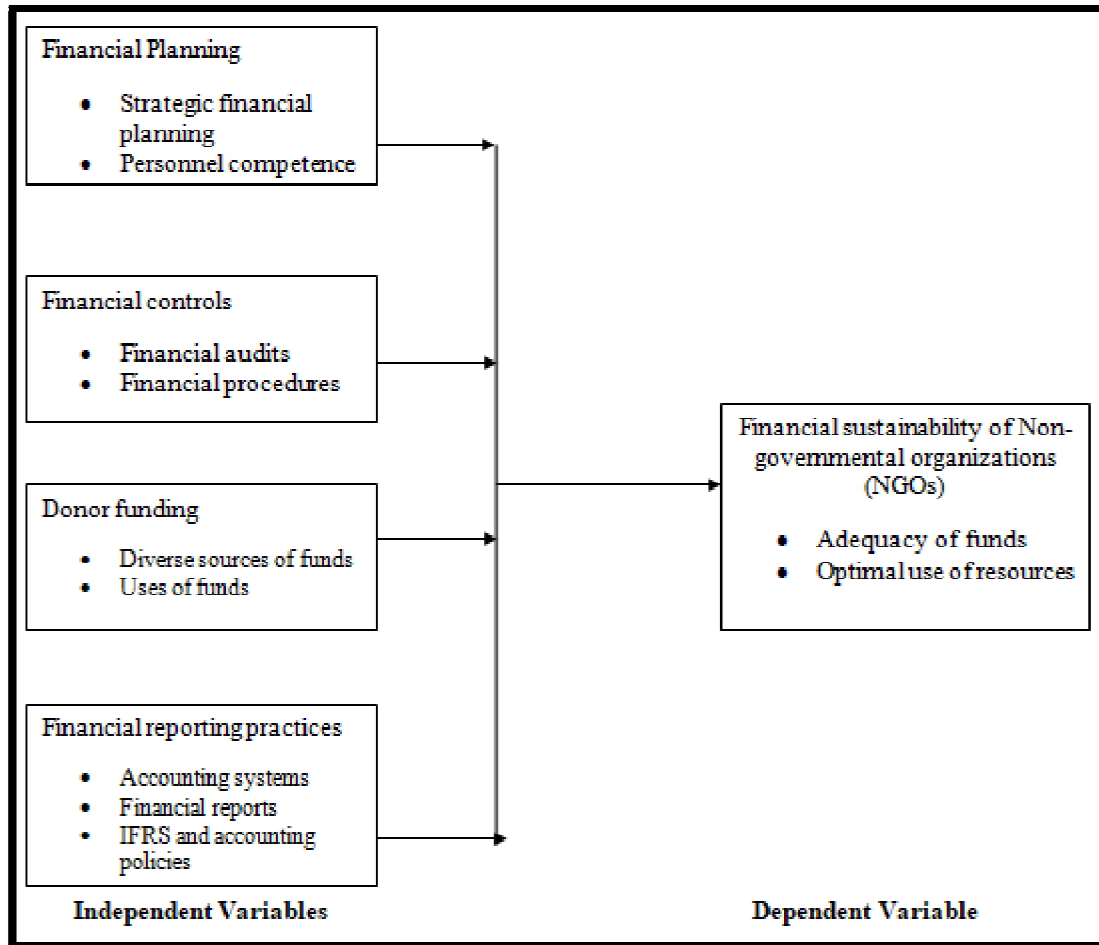 Financial Planning
• Strategic financial
planning
• Personnel competence
Financial controls
• Financial audits
• Financial procedures
Donor funding
• Diverse sources of funds
• Uses of funds
Financial reporting practices
• Accounting systems
• Financial reports
• IFRS and accounting
policies
Independent Variables
Financial sustainability of Non-
governmental organizations
(NGOs)
• Adequacy of funds
• Optimal use of resources
Dependent Variable